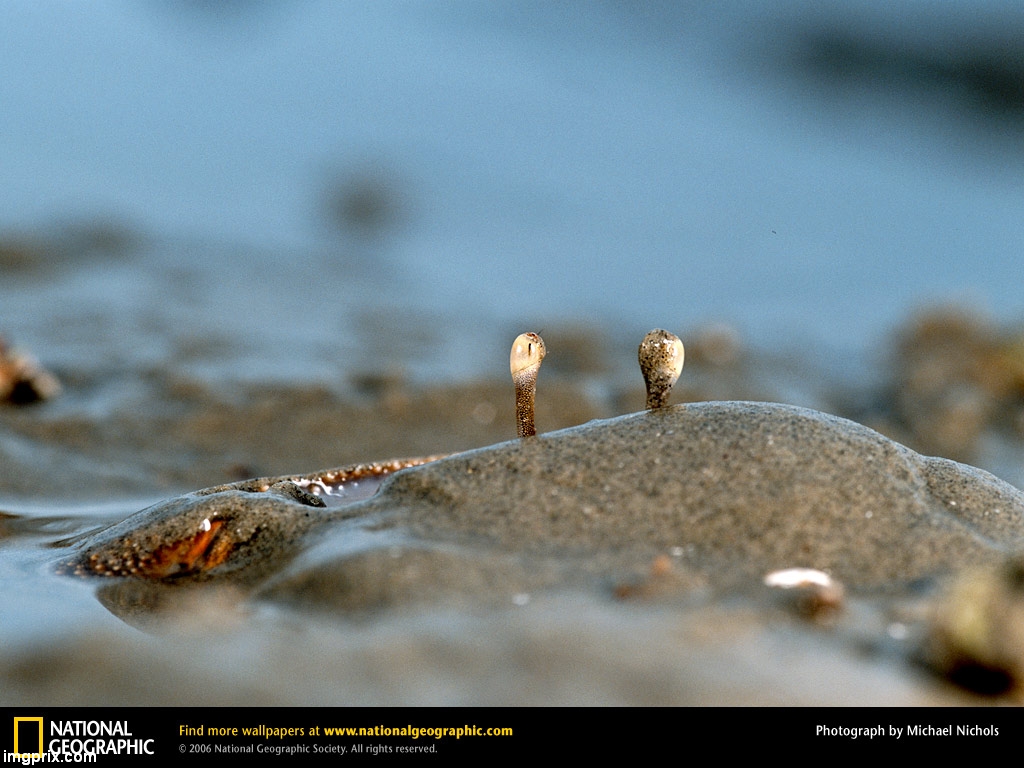 NATIONAL
GEOGRAPHIC
Find more wallpapers at www.nationalgeographic.com
© 2006 National Geographic Society. All rights reserved.
Photograph by Michael Nichols
imgprix.com